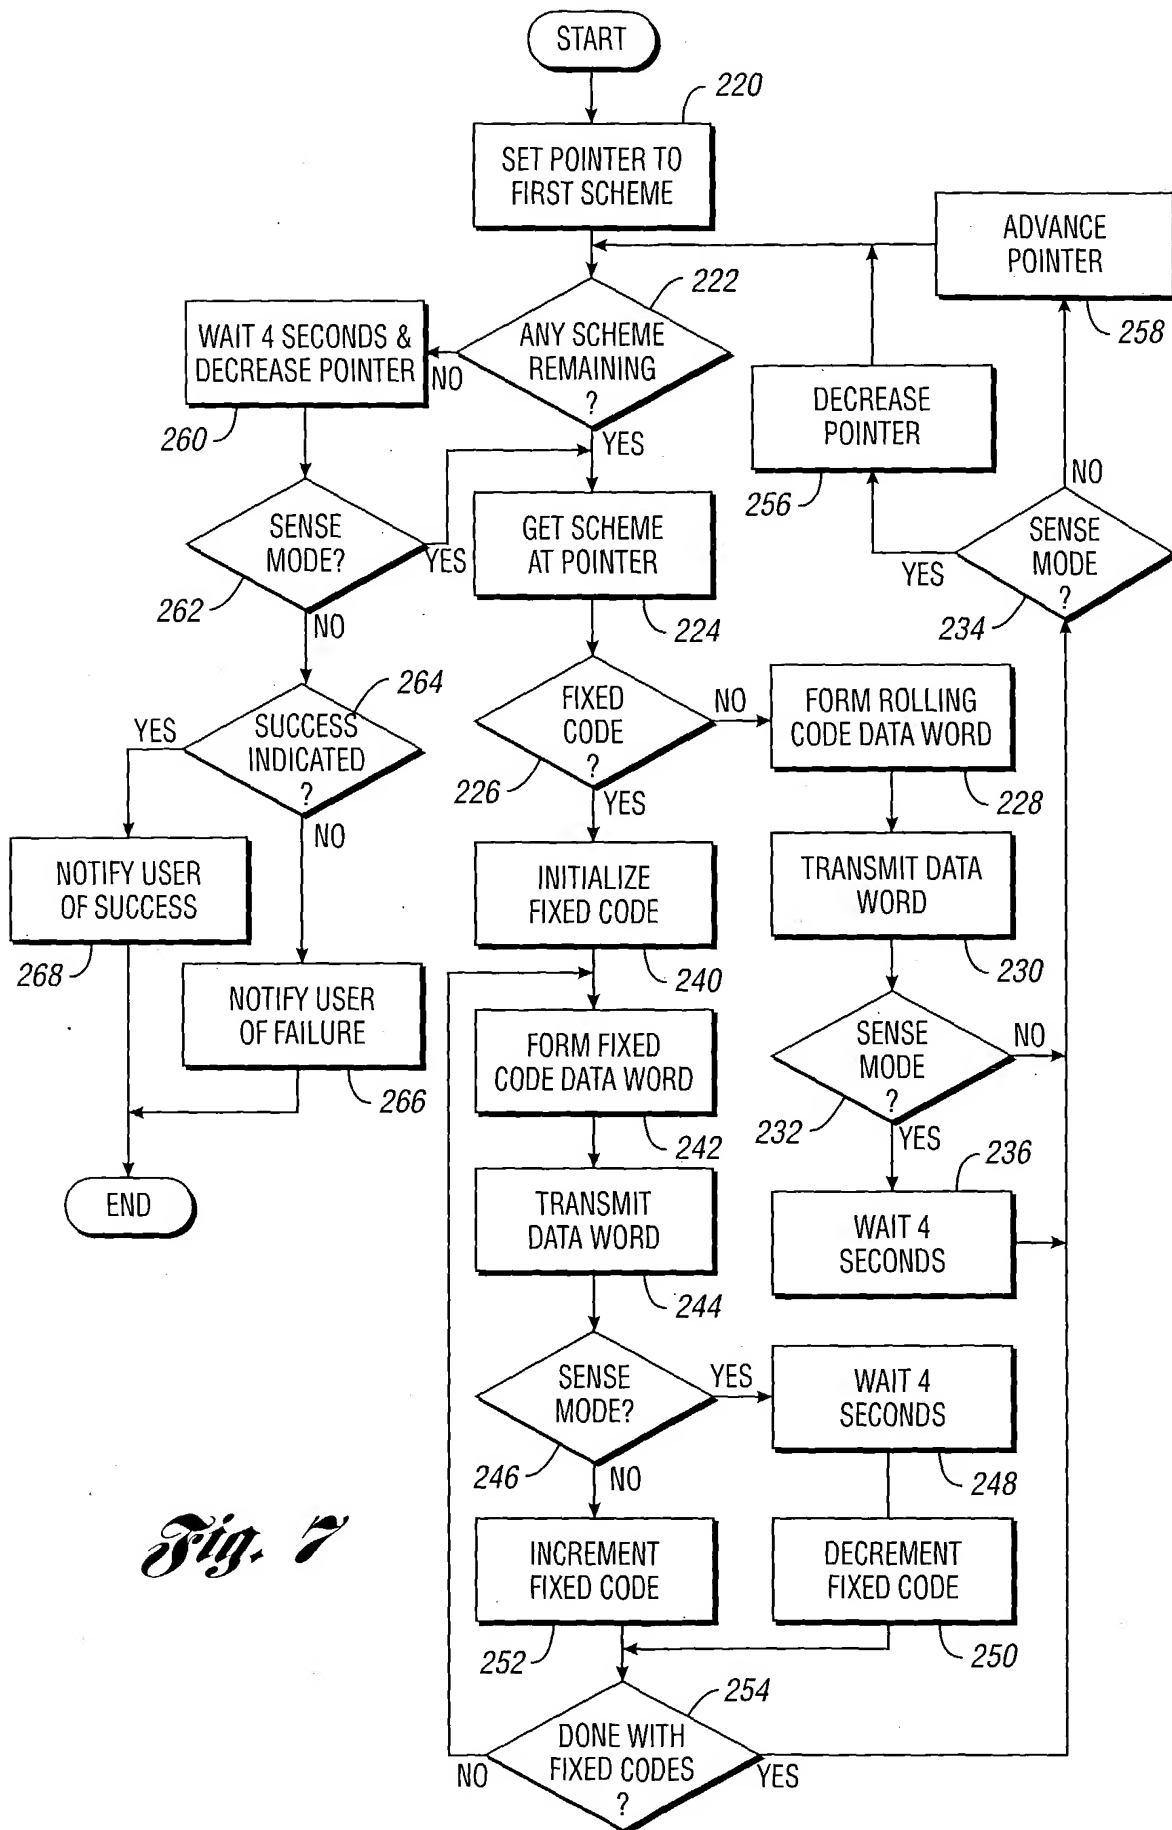 START
220
SET POINTER TO
FIRST SCHEME
ADVANCE
POINTER
258
222
ANY SCHEME
REMAINING
?
NO
YES
WAIT 4 SECONDS &
DECREASE POINTER
260
DECREASE
POINTER
256
NO
SENSE
MODE
?
YES
234
SENSE
MODE?
YES
262
NO
GET SCHEME
AT POINTER
224
264
SUCCESS
INDICATED
?
YES
NO
FIXED
CODE
?
NO
226
YES
FORM ROLLING
CODE DATA WORD
228
NOTIFY USER
OF SUCCESS
268
INITIALIZE
FIXED CODE
240
TRANSMIT DATA
WORD
230
NOTIFY USER
OF FAILURE
266
FORM FIXED
CODE DATA WORD
242
SENSE
MODE
?
NO
232
YES
236
END
TRANSMIT
DATA WORD
244
WAIT 4
SECONDS
SENSE
MODE?
YES
246
NO
WAIT 4
SECONDS
248
Fig. 7
INCREMENT
FIXED CODE
252
DECREMENT
FIXED CODE
250
254
DONE WITH
FIXED CODES
?
NO
YES